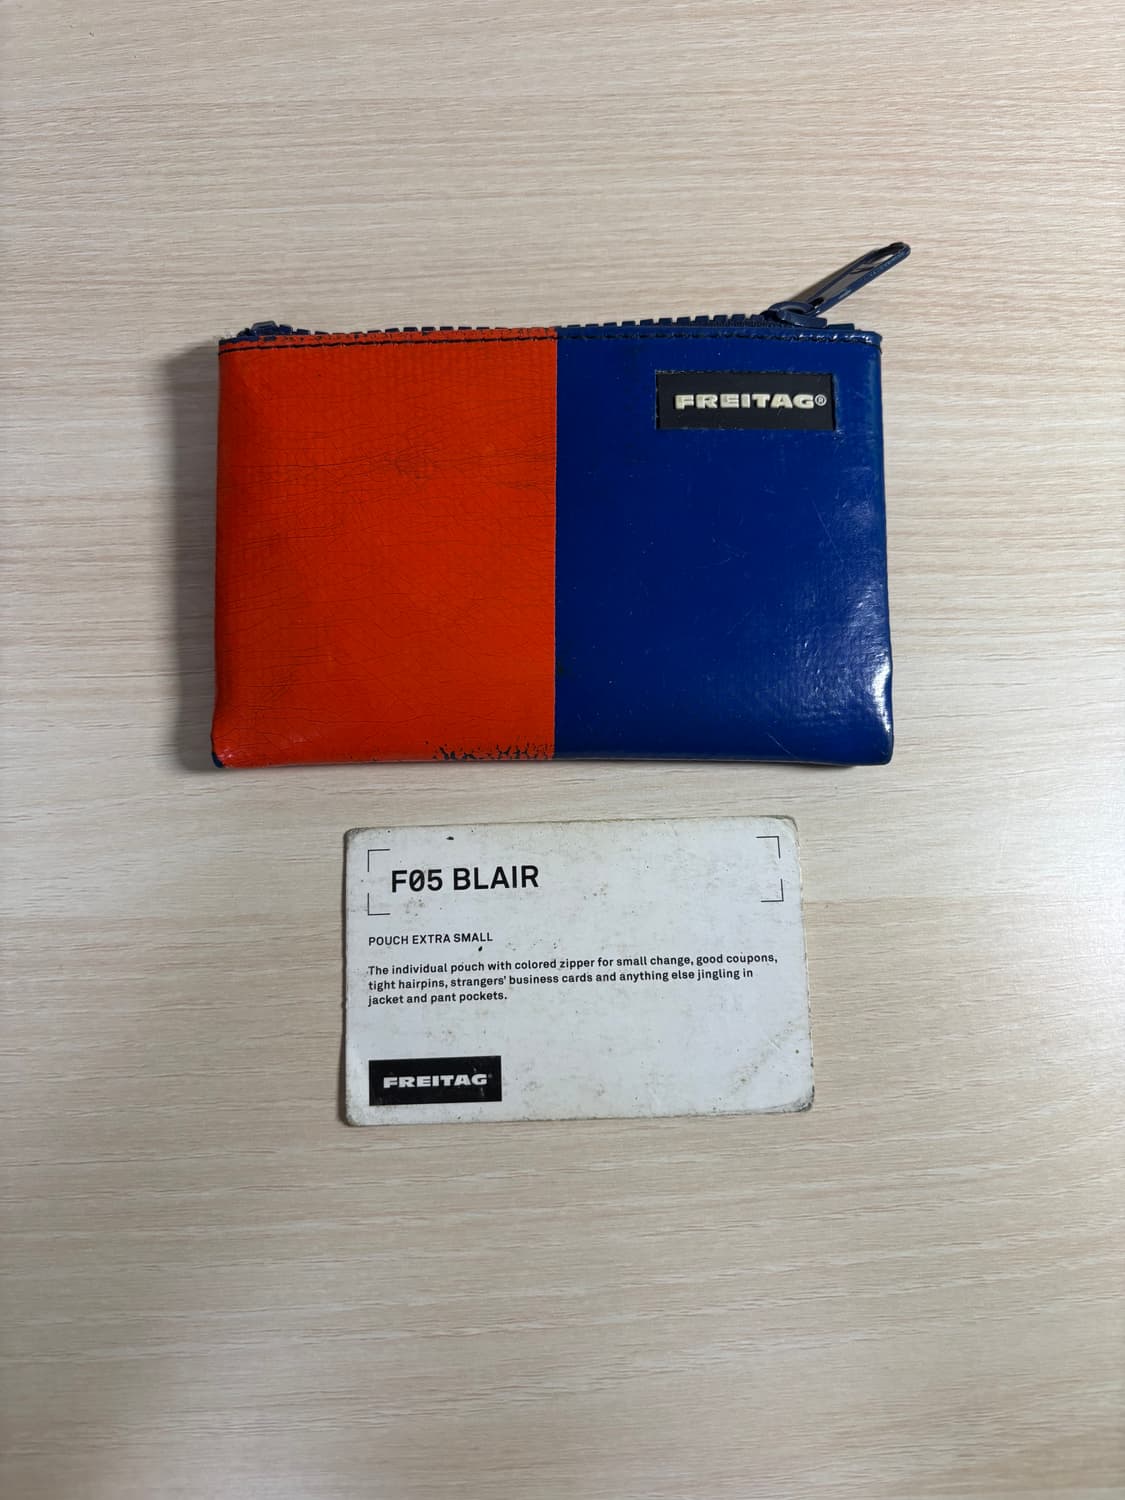 FREITAG®
F05 BLAIR
POUCH EXTRA SMALL
The individual pouch with colored zipper for small change, good coupons,
tight hairpins, strangers' business cards and anything else jingling in
jacket and pant pockets.
FREITAG